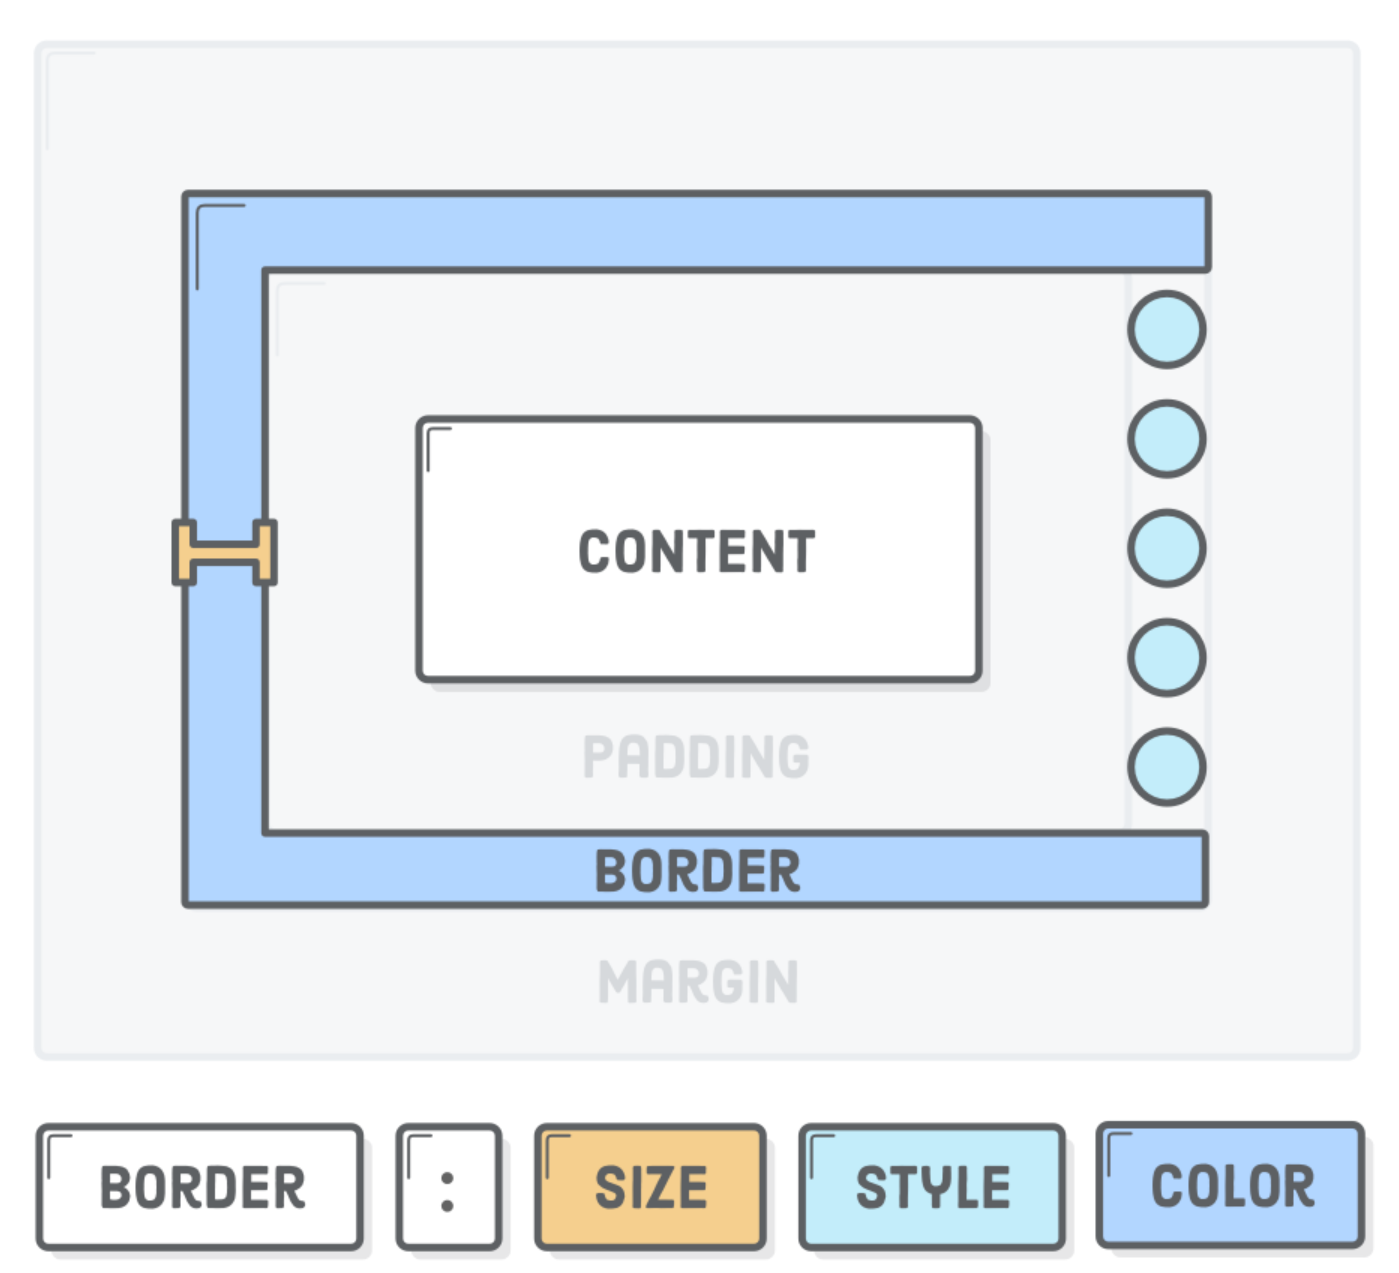 CONTENT
PADDING
BORDER
MARGIN
BORDER : SIZE STYLE COLOR